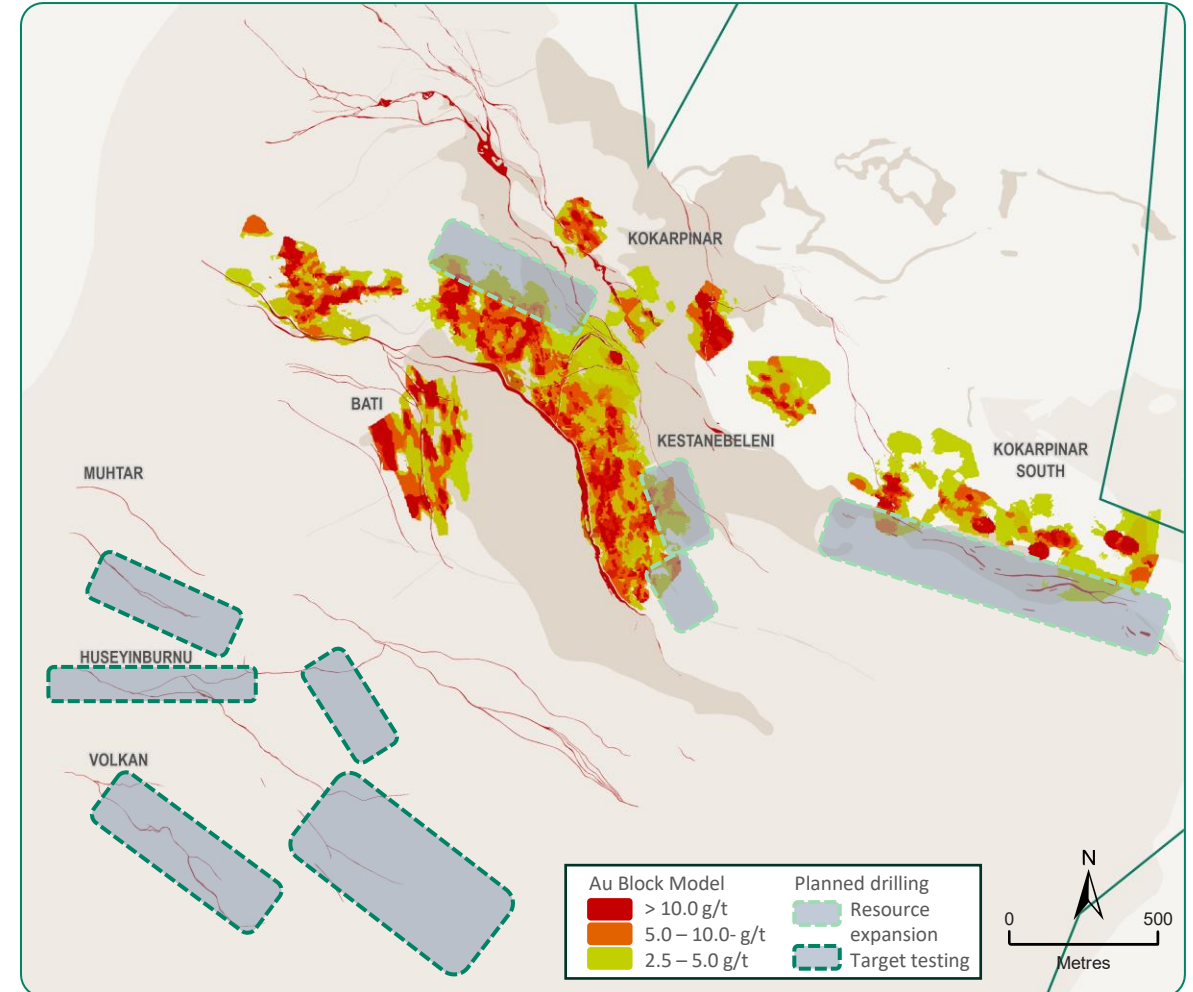 KOKARPINAR
BATI
KESTANEBELENI
KOKARPINAR
SOUTH
MUHTAR
HUSEYINBURNU
VOLKAN
Au Block Model
> 10.0 g/t
5.0 – 10.0- g/t
2.5 – 5.0 g/t
Planned drilling
Resource
expansion
Target testing
N
0 500
Metres